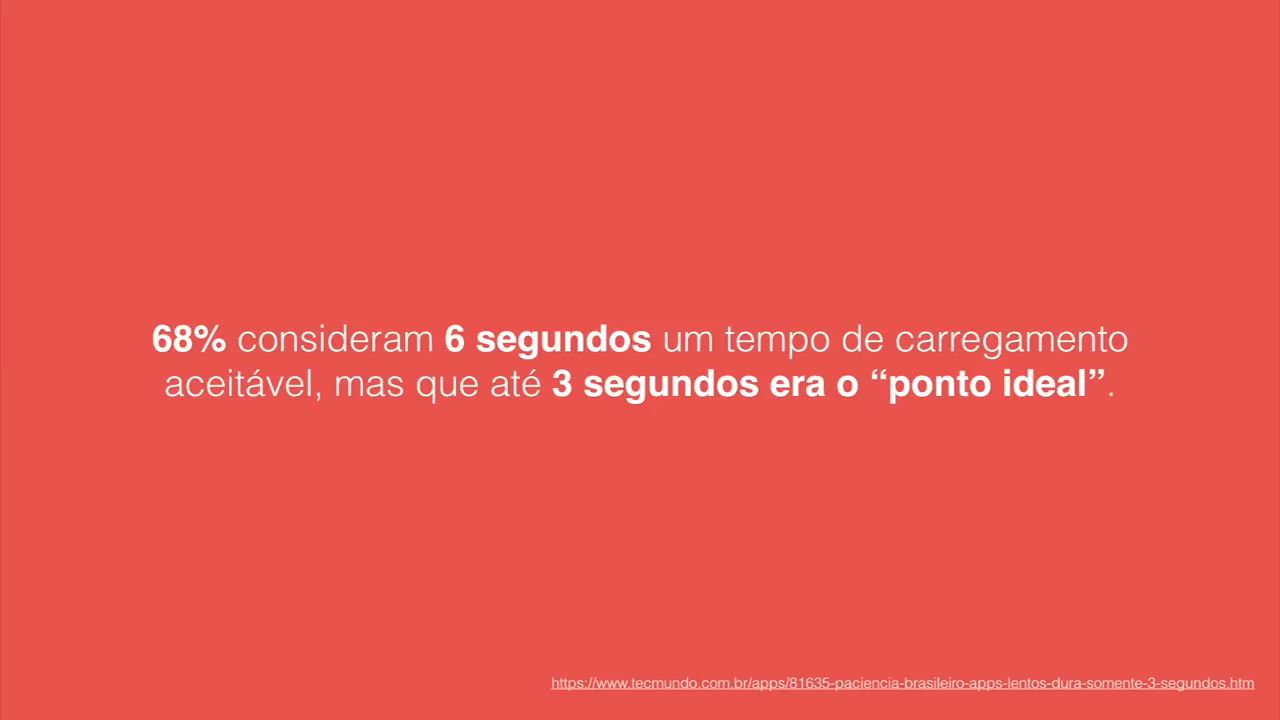 68% consideram 6 segundos um tempo de carregamento
aceitável, mas que até 3 segundos era o “ponto ideal”.
https://www.tecmundo.com.br/apps/81635-paciencia-brasileiro-apps-lentos-dura-somente-3-segundos.htm